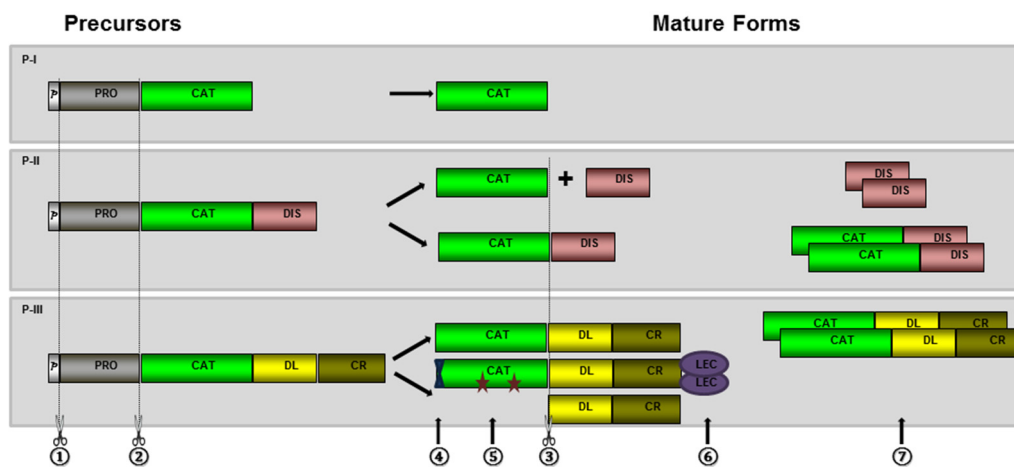 Precursors Mature Forms
P-I
P PRO CAT CAT
P-II
CAT + DIS DIS
DIS
P PRO CAT DIS
CAT DIS CAT DIS
CAT DIS
P-III
CAT DL CR CAT DL CR
CAT DL CR
P PRO CAT DL CR CAT DL CR LEC
LEC
DL CR
① ② ④ ⑤ ③ ⑥ ⑦